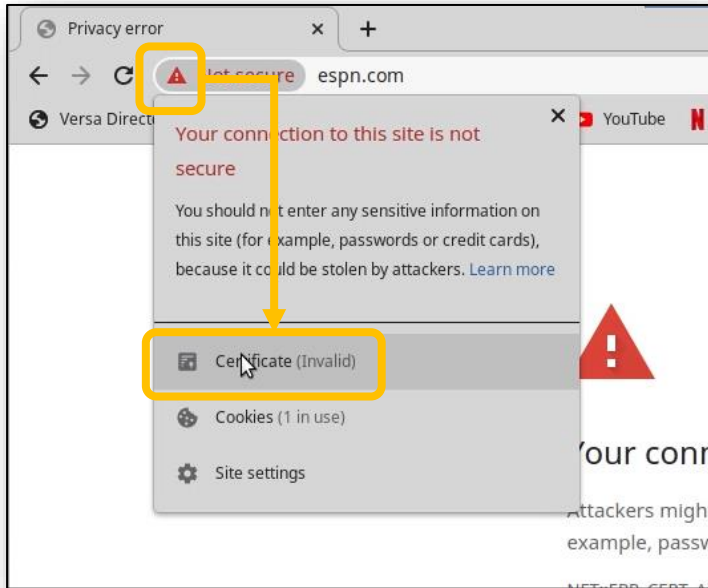 Privacy error
Not secure espn.com
Versa Direct
YouTube
Your connection to this site is not
secure
You should not enter any sensitive information on
this site (for example, passwords or credit cards),
because it could be stolen by attackers. Learn more
Certificate (Invalid)
Cookies (1 in use)
Site settings
Your conn
Attackers migh
example, passw